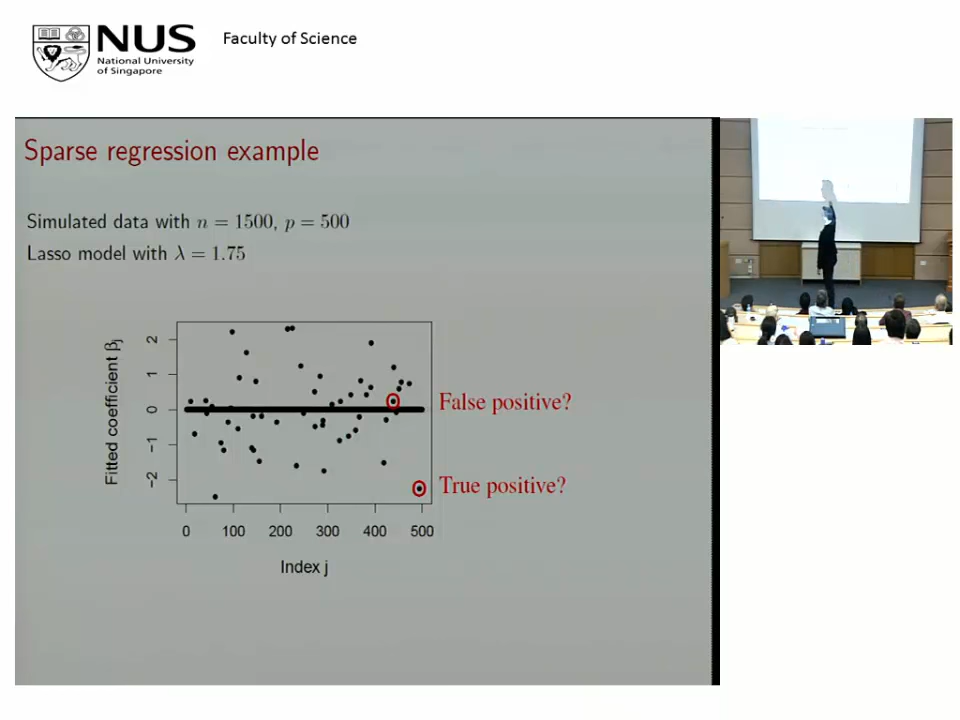 NUS
National University
of Singapore
Faculty of Science
Sparse regression example
Simulated data with n = 1500, p = 500
Lasso model with λ = 1.75
Fitted coefficient βj
2
1
0
−1
−2
False positive?
True positive?
0 100 200 300 400 500
Index j